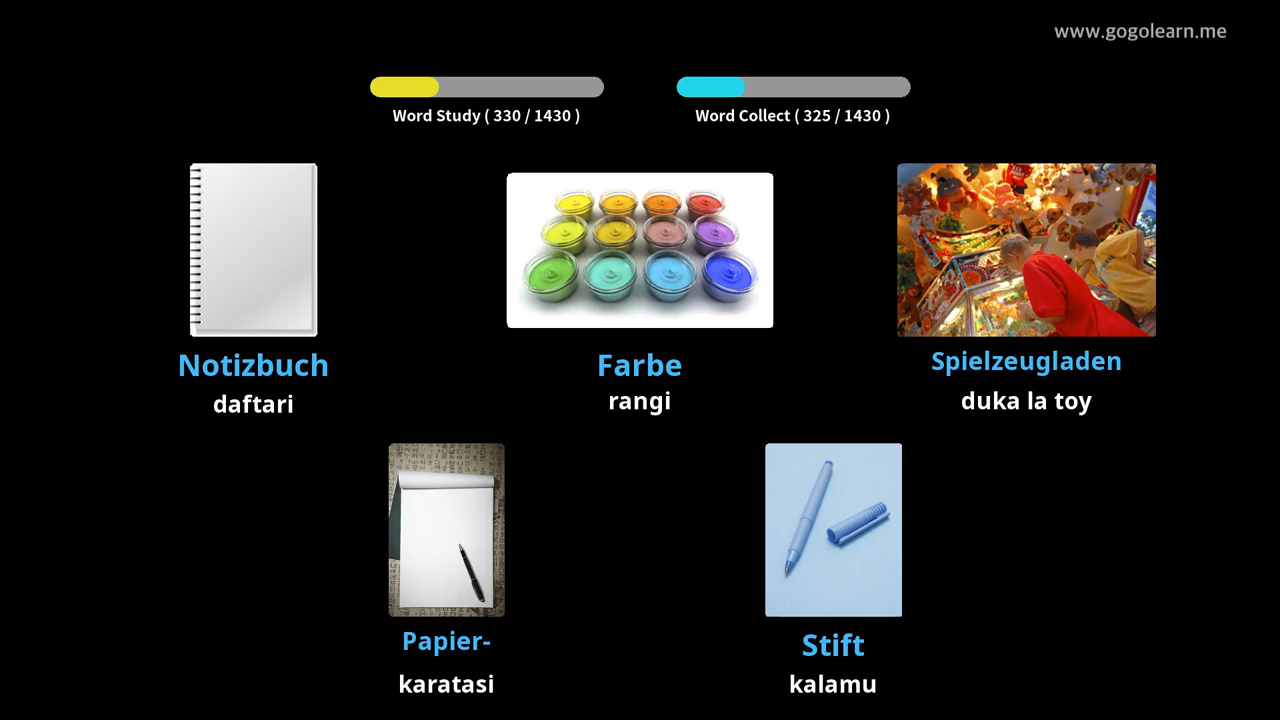 www.gogolearn.me
Word Study ( 330 / 1430 )
Word Collect ( 325 / 1430 )
Notizbuch
daftari
Farbe
rangi
Spielzeugladen
duka la toy
Papier-
karatasi
Stift
kalamu